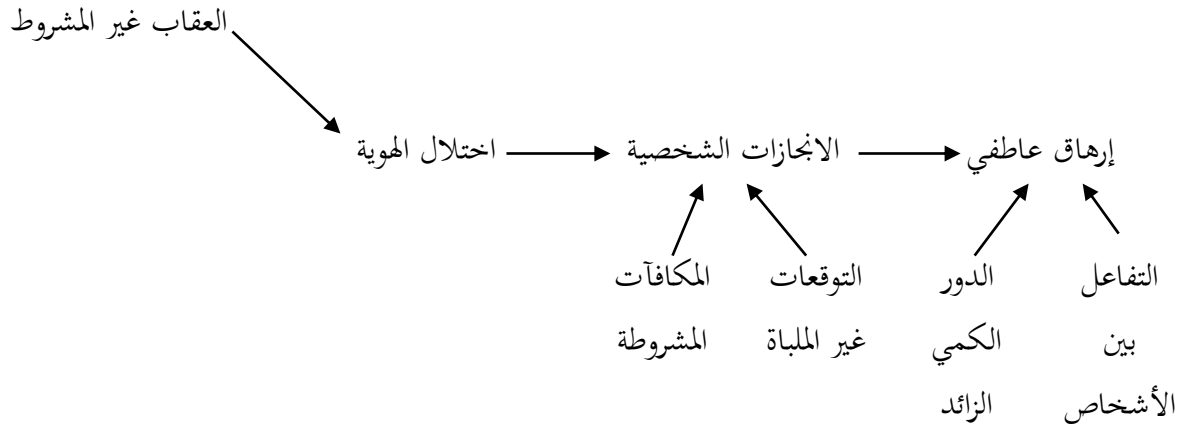 العقاب غير المشروط
إرهاق عاطفي
الانجازات الشخصية
اختلال الهوية
التفاعل
بين
الأشخاص
الدور
الكمي
الزائد
التوقعات
غير الملباة
المكافآت
المشروطة